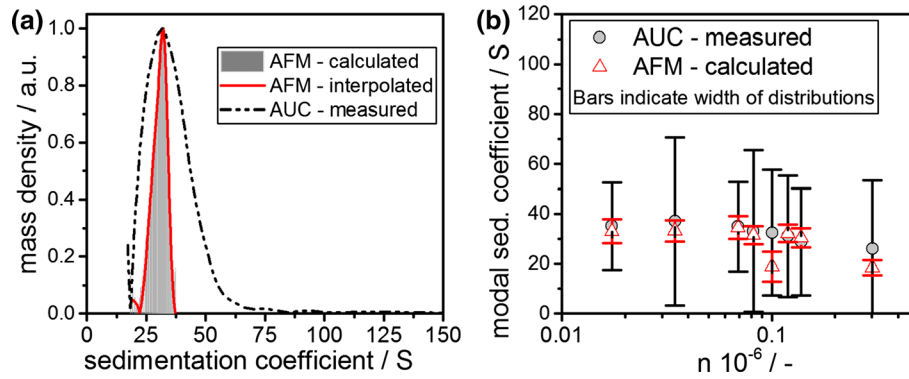 (a)
mass density / a.u.
1.0
0.8
0.6
0.4
0.2
0.0
AFM - calculated
AFM - interpolated
AUC - measured
0 25 50 75 100 125 150
sedimentation coefficient / S
(b)
modal sed. coefficient / S
120
100
80
60
40
20
0
AUC - measured
AFM - calculated
Bars indicate width of distributions
0.01 0.1
n 10⁻⁶ / -